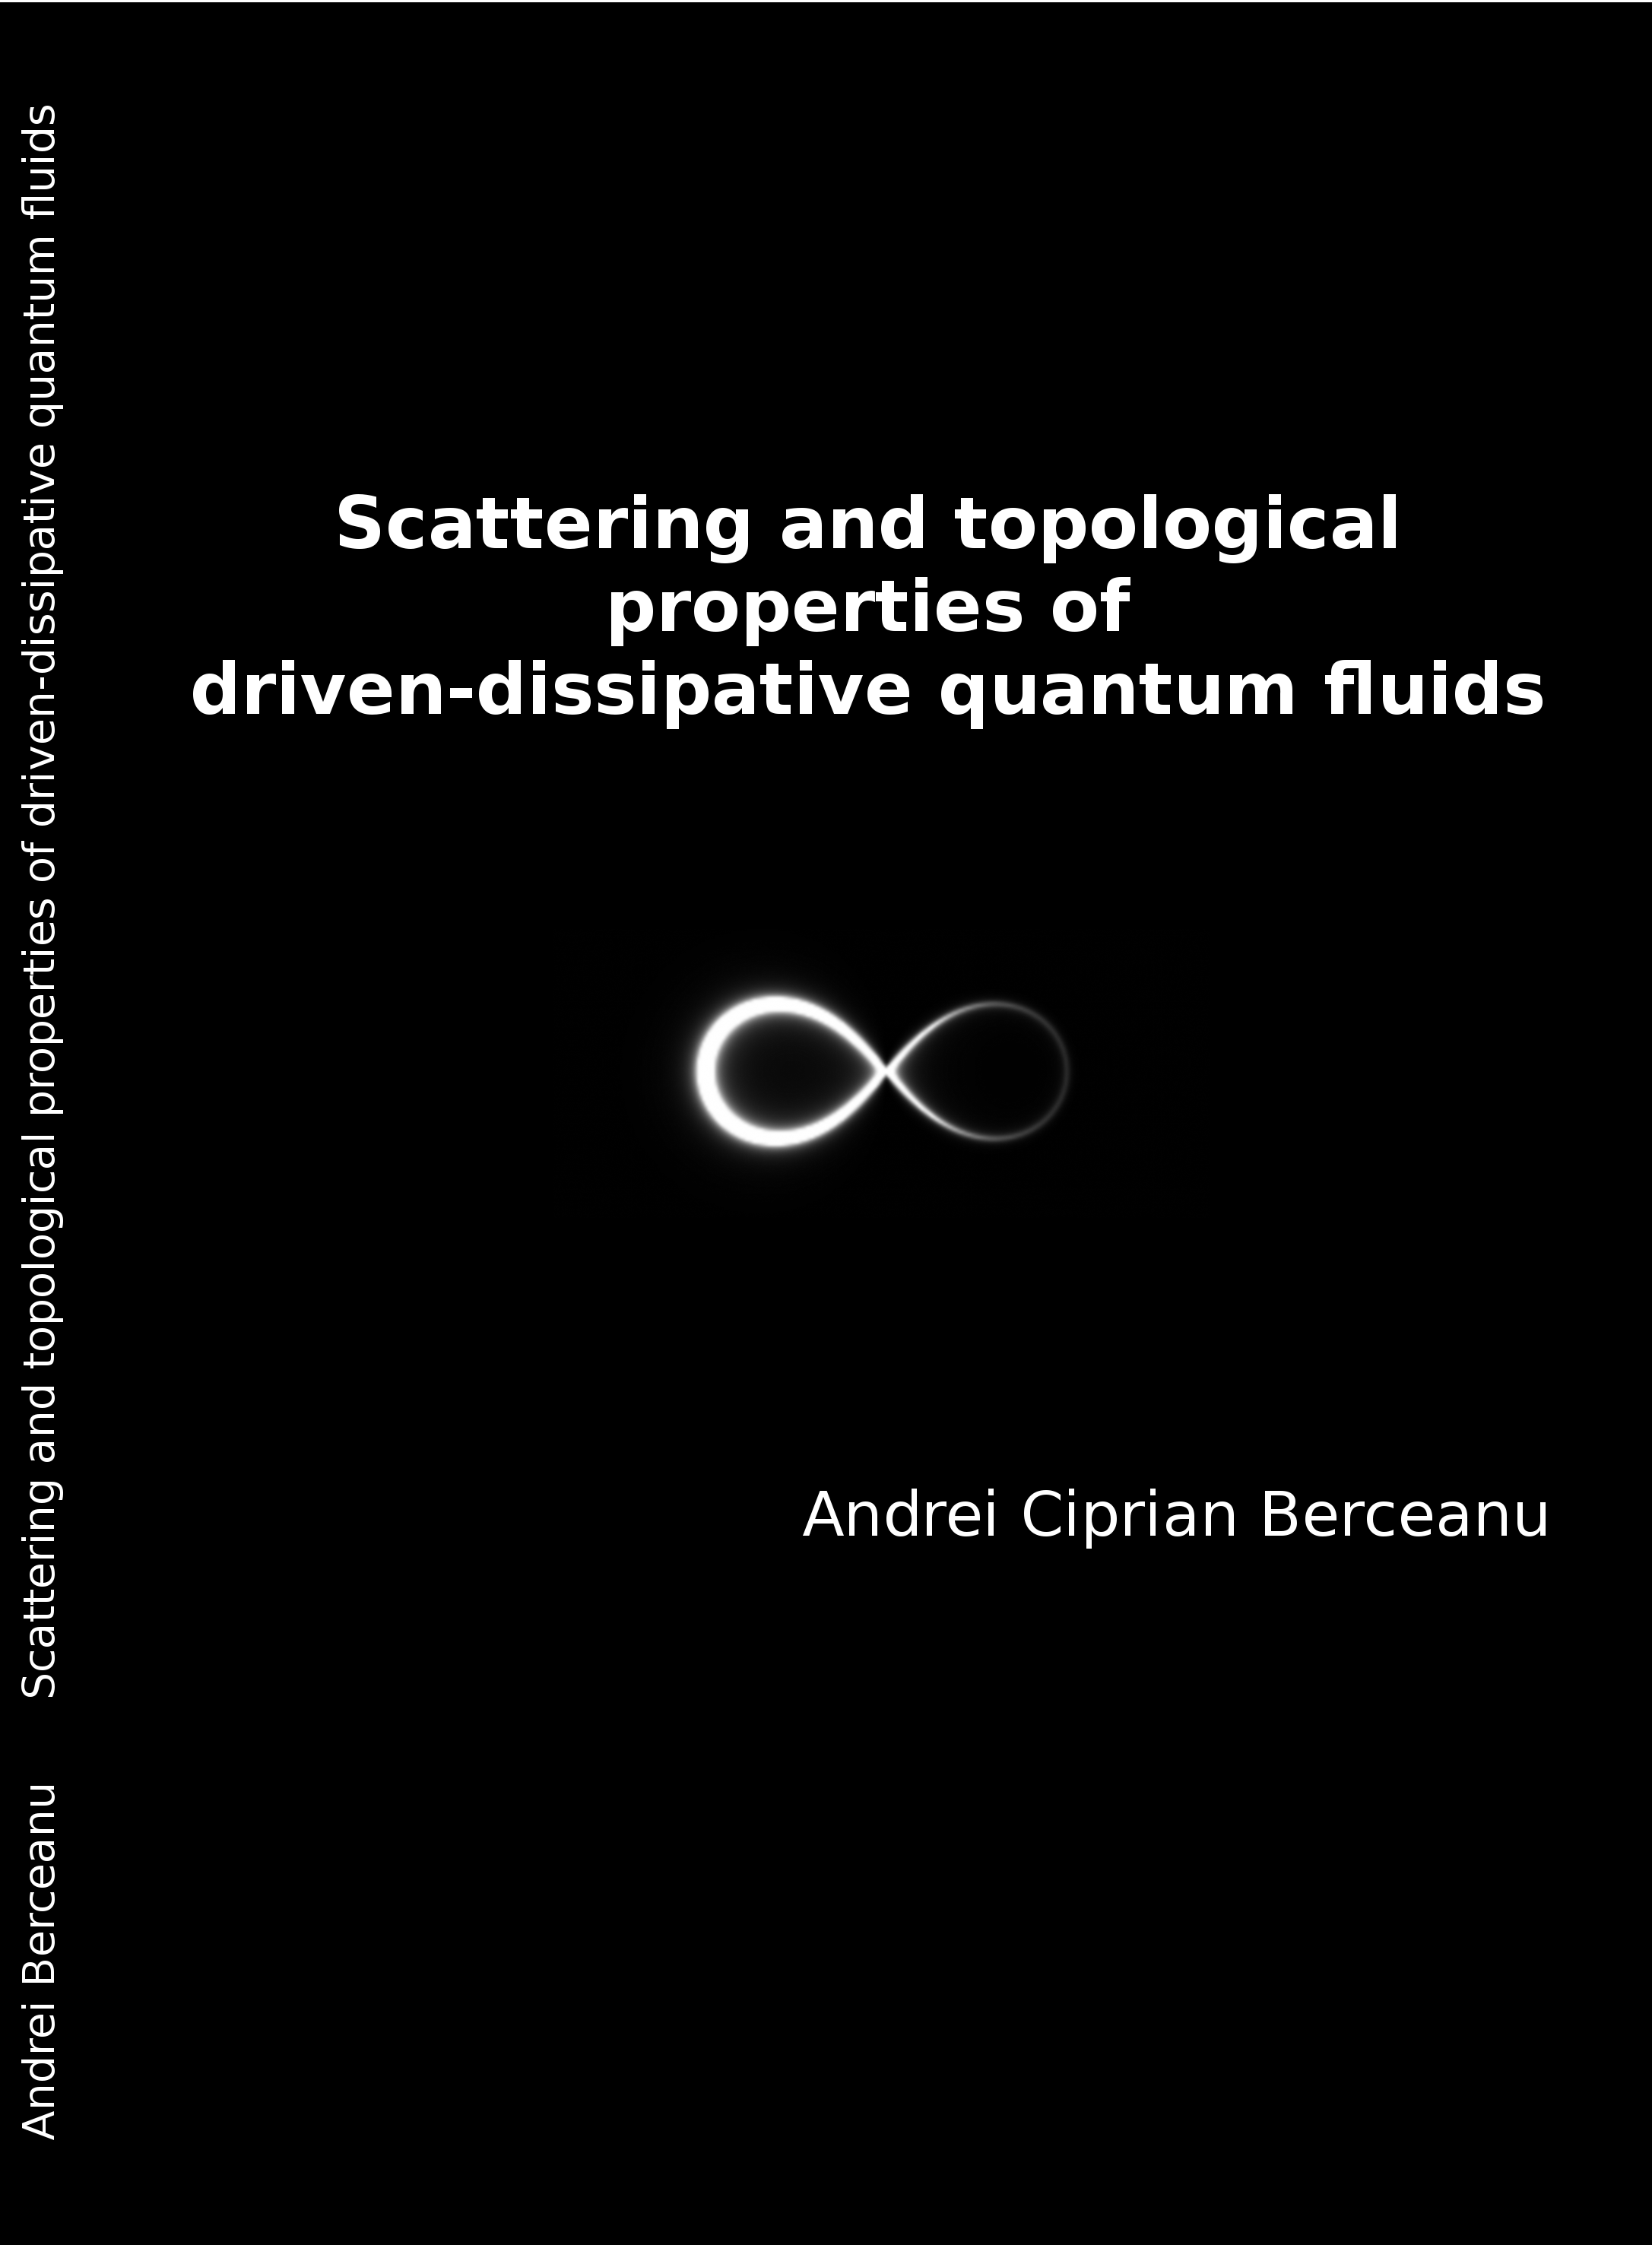 Scattering and topological
properties of
driven-dissipative quantum fluids
Andrei Ciprian Berceanu
Andrei Berceanu Scattering and topological properties of driven-dissipative quantum fluids